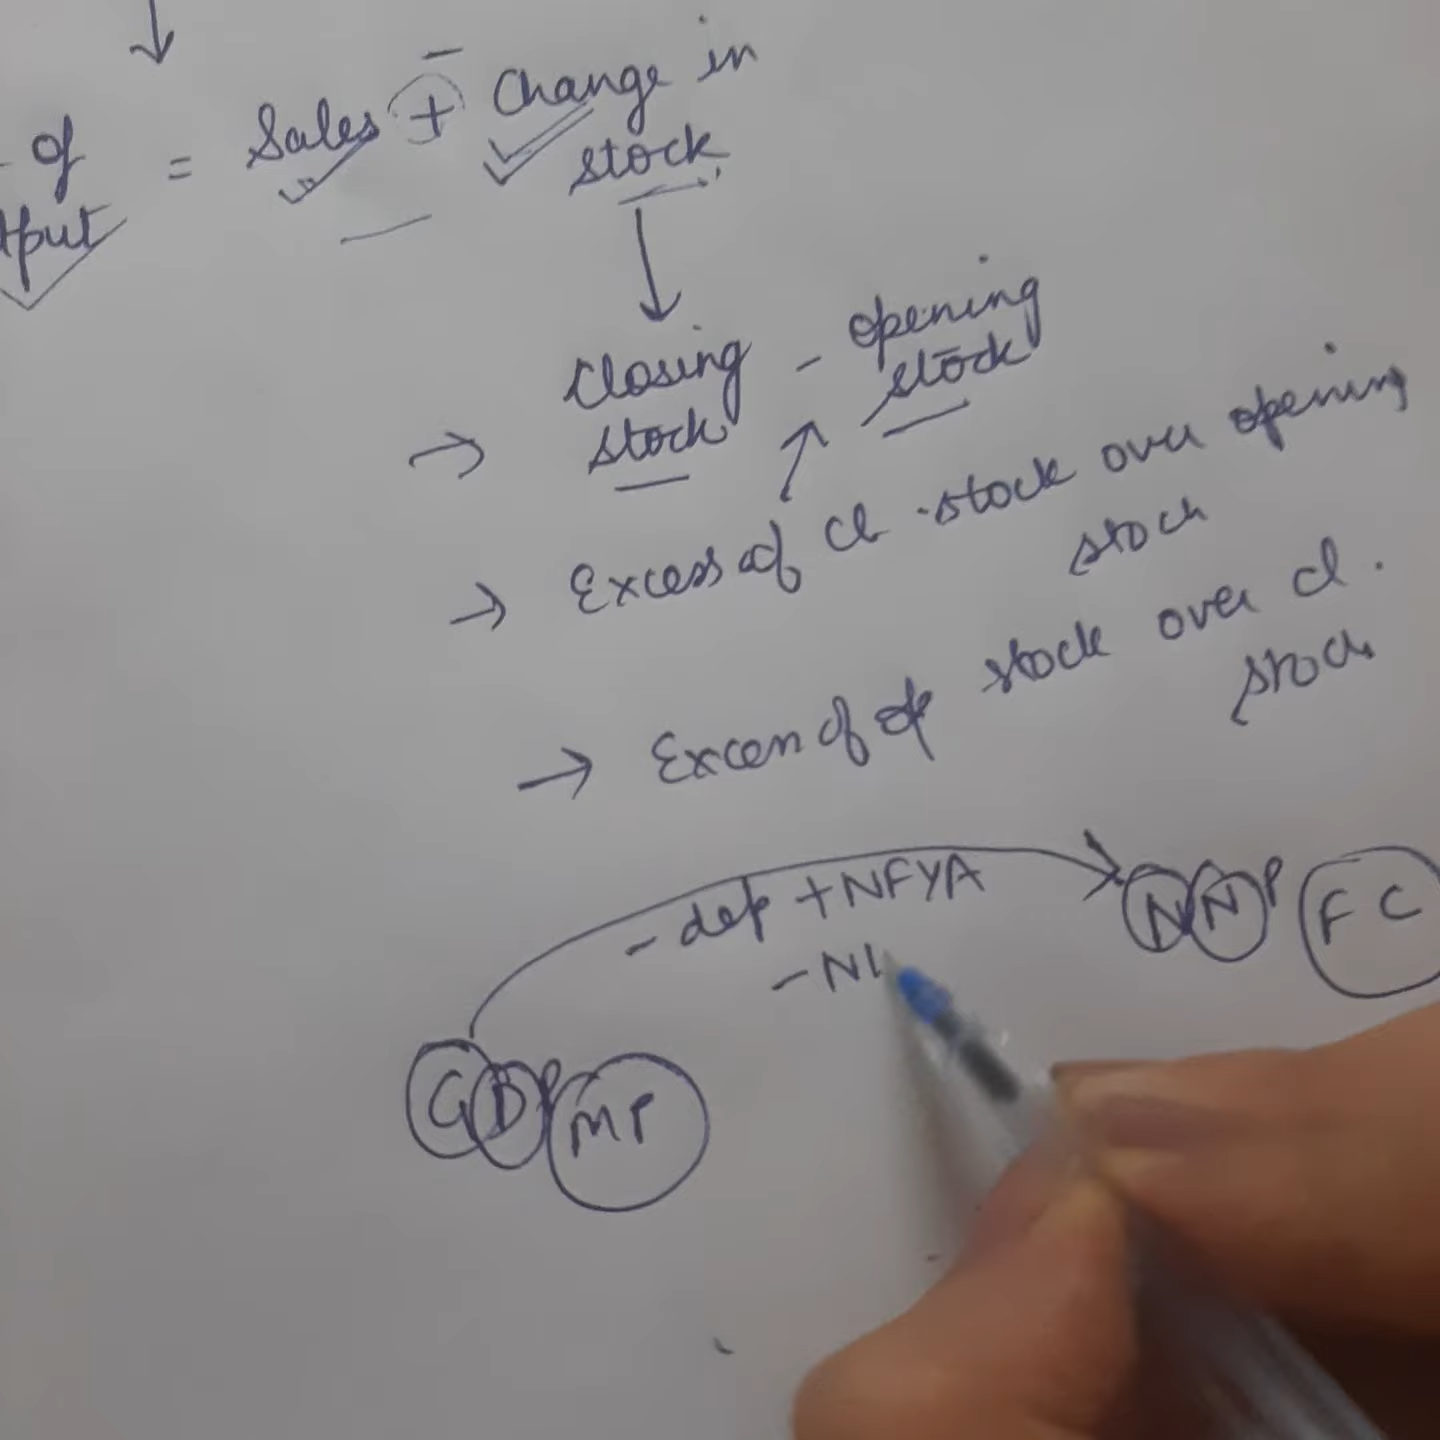 of = Sales + - Change in
stock
Closing - opening
stock stock
→ Excess of cl. stock over opening
stock
→ Excess of op stock over cl.
stock
- dep + NFYA NNP FC
- NI
GDP MP